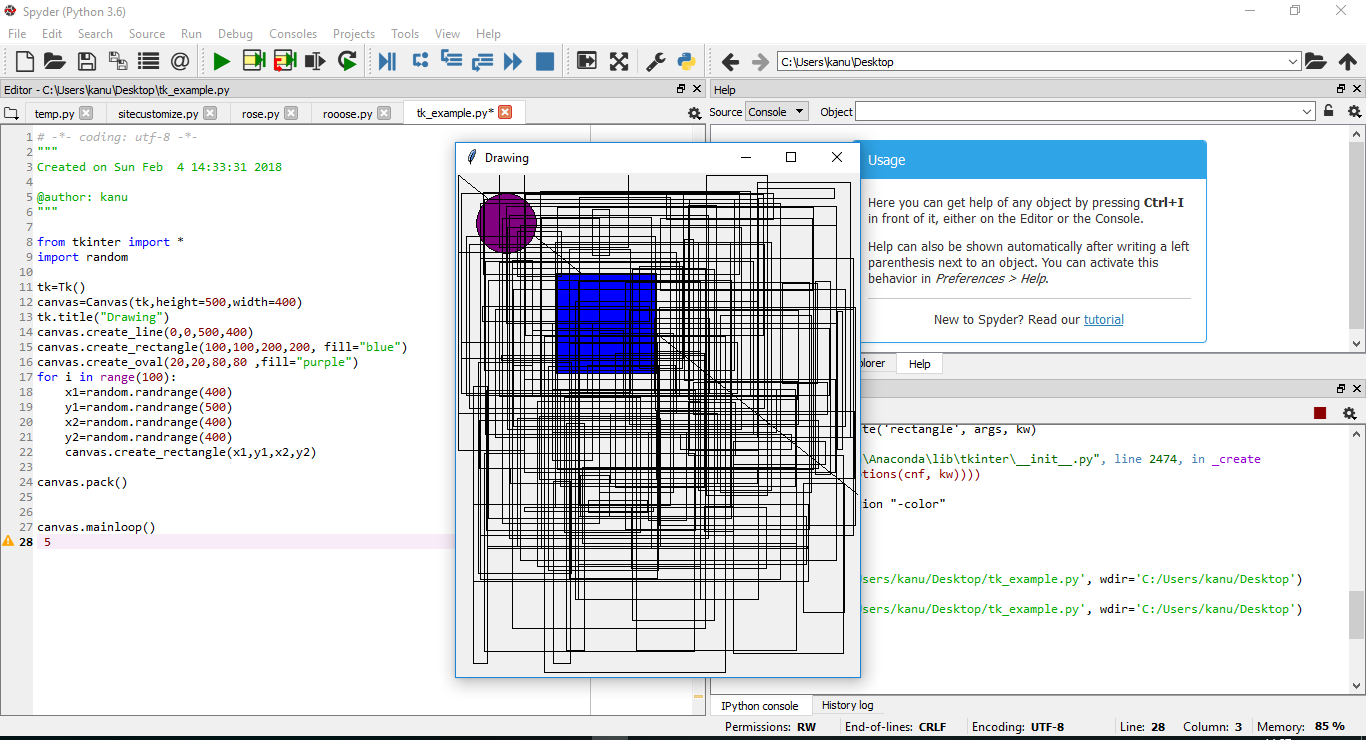 Spyder (Python 3.6)
File Edit Search Source Run Debug Consoles Projects Tools View Help
C:\Users\kanu\Desktop
Editor - C:\Users\kanu\Desktop\tk_example.py
Help
temp.py sitecustomize.py rose.py rooose.py tk_example.py*
Source Console Object
1 # -*- coding: utf-8 -*-
2 """
3 Created on Sun Feb  4 14:33:31 2018
4
5 @author: kanu
6 """
7
8 from tkinter import *
9 import random
10
11 tk=Tk()
12 canvas=Canvas(tk,height=500,width=400)
13 tk.title("Drawing")
14 canvas.create_line(0,0,500,400)
15 canvas.create_rectangle(100,100,200,200, fill="blue")
16 canvas.create_oval(20,20,80,80 ,fill="purple")
17 for i in range(100):
18     x1=random.randrange(400)
19     y1=random.randrange(500)
20     x2=random.randrange(400)
21     y2=random.randrange(400)
22     canvas.create_rectangle(x1,y1,x2,y2)
23
24 canvas.pack()
25
26
27 canvas.mainloop()
28  5
Drawing
Usage
Here you can get help of any object by pressing Ctrl+I
in front of it, either on the Editor or the Console.
Help can also be shown automatically after writing a left
parenthesis next to an object. You can activate this
behavior in Preferences > Help.
New to Spyder? Read our tutorial
plorer Help
te('rectangle', args, kw)
\Anaconda\lib\tkinter\__init__.py", line 2474, in _create
tions(cnf, kw))))
ion "-color"
sers/kanu/Desktop/tk_example.py', wdir='C:/Users/kanu/Desktop')
sers/kanu/Desktop/tk_example.py', wdir='C:/Users/kanu/Desktop')
IPython console History log
Permissions: RW End-of-lines: CRLF Encoding: UTF-8 Line: 28 Column: 3 Memory: 85 %